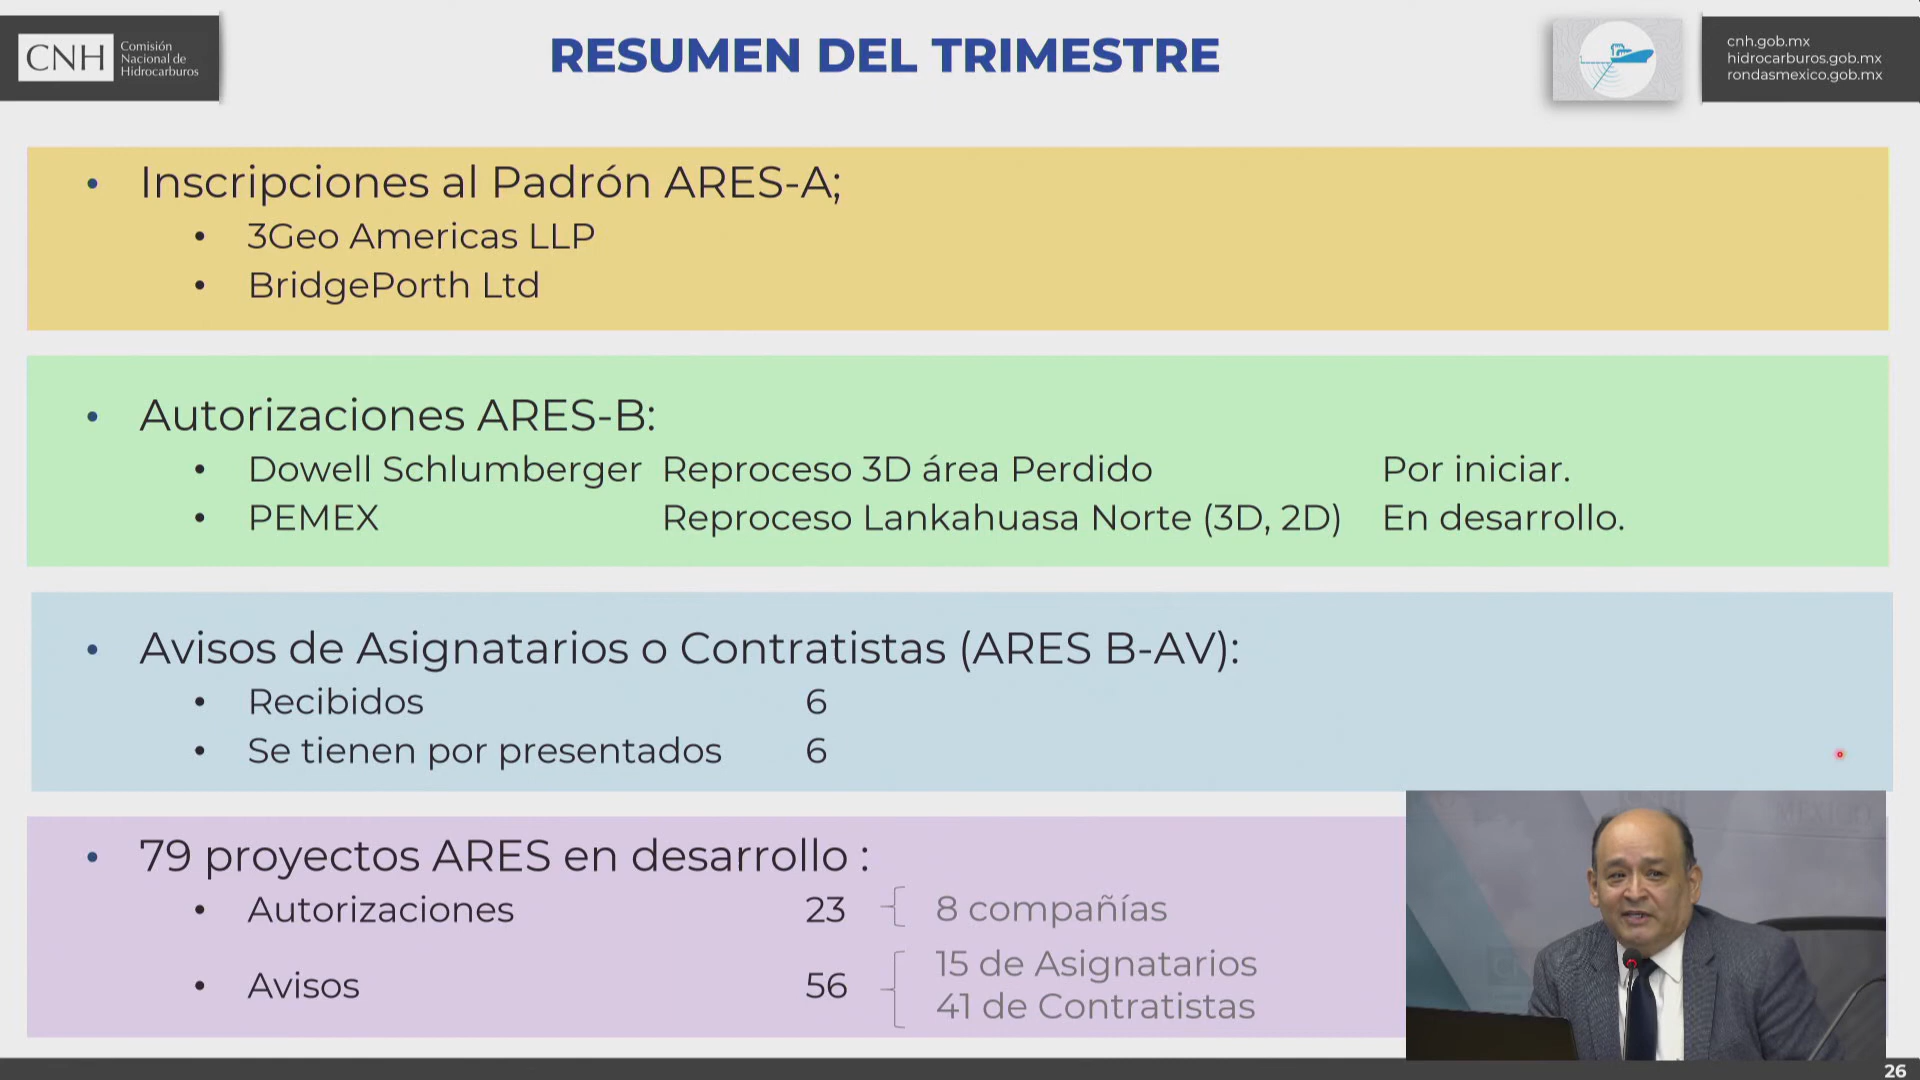 CNH
Comisión
Nacional de
Hidrocarburos
RESUMEN DEL TRIMESTRE
cnh.gob.mx
hidrocarburos.gob.mx
rondasmexico.gob.mx
• Inscripciones al Padrón ARES-A;
• 3Geo Americas LLP
• BridgePorth Ltd
• Autorizaciones ARES-B:
• Dowell Schlumberger Reproceso 3D área Perdido Por iniciar.
• PEMEX Reproceso Lankahuasa Norte (3D, 2D) En desarrollo.
• Avisos de Asignatarios o Contratistas (ARES B-AV):
• Recibidos 6
• Se tienen por presentados 6
• 79 proyectos ARES en desarrollo :
• Autorizaciones 23 8 compañías
• Avisos 56 15 de Asignatarios
41 de Contratistas
26